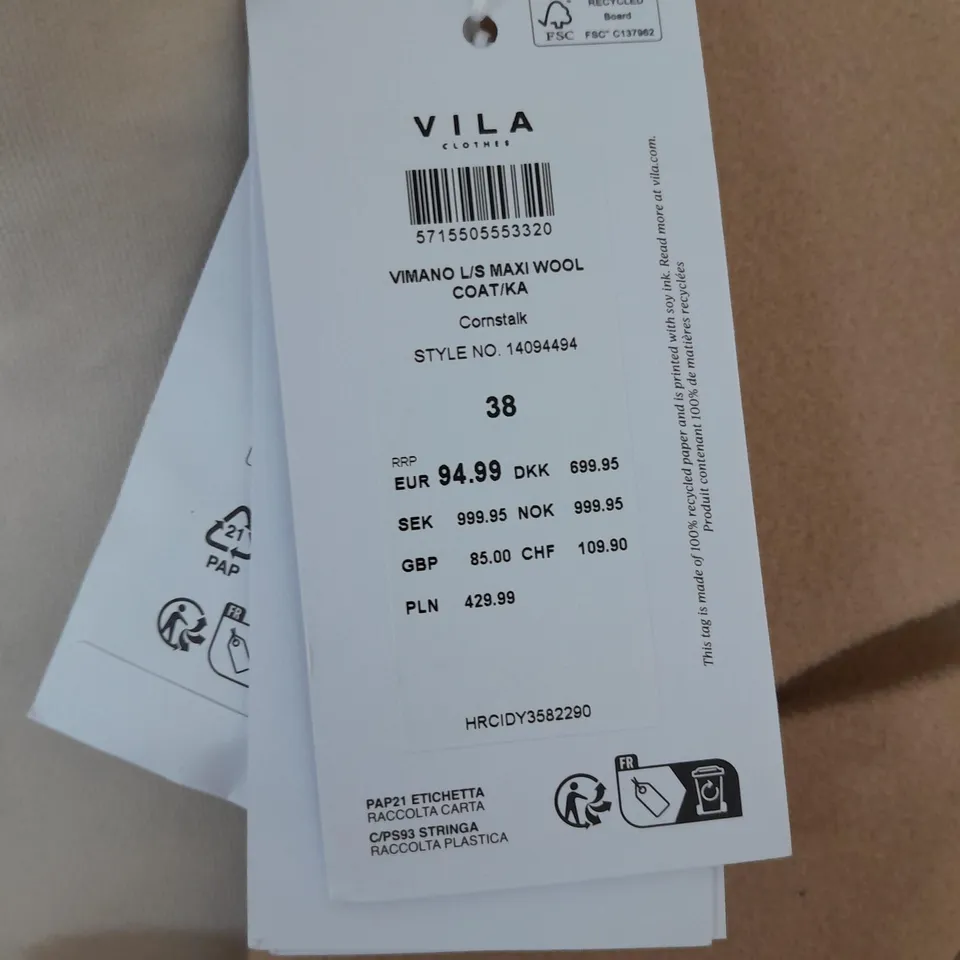 RECYCLED
Board
FSC
FSC® C137962
VILA
CLOTHES
5715505553320
VIMANO L/S MAXI WOOL
COAT/KA
Cornstalk
STYLE NO. 14094494
38
RRP
EUR 94.99 DKK 699.95
SEK 999.95 NOK 999.95
GBP 85.00 CHF 109.90
PLN 429.99
HRCIDY3582290
PAP21 ETICHETTA
RACCOLTA CARTA
C/PS93 STRINGA
RACCOLTA PLASTICA
FR
This tag is made of 100% recycled paper and is printed with soy ink. Read more at vila.com.
Produit contenant 100% de matières recyclées
21
PAP
FR